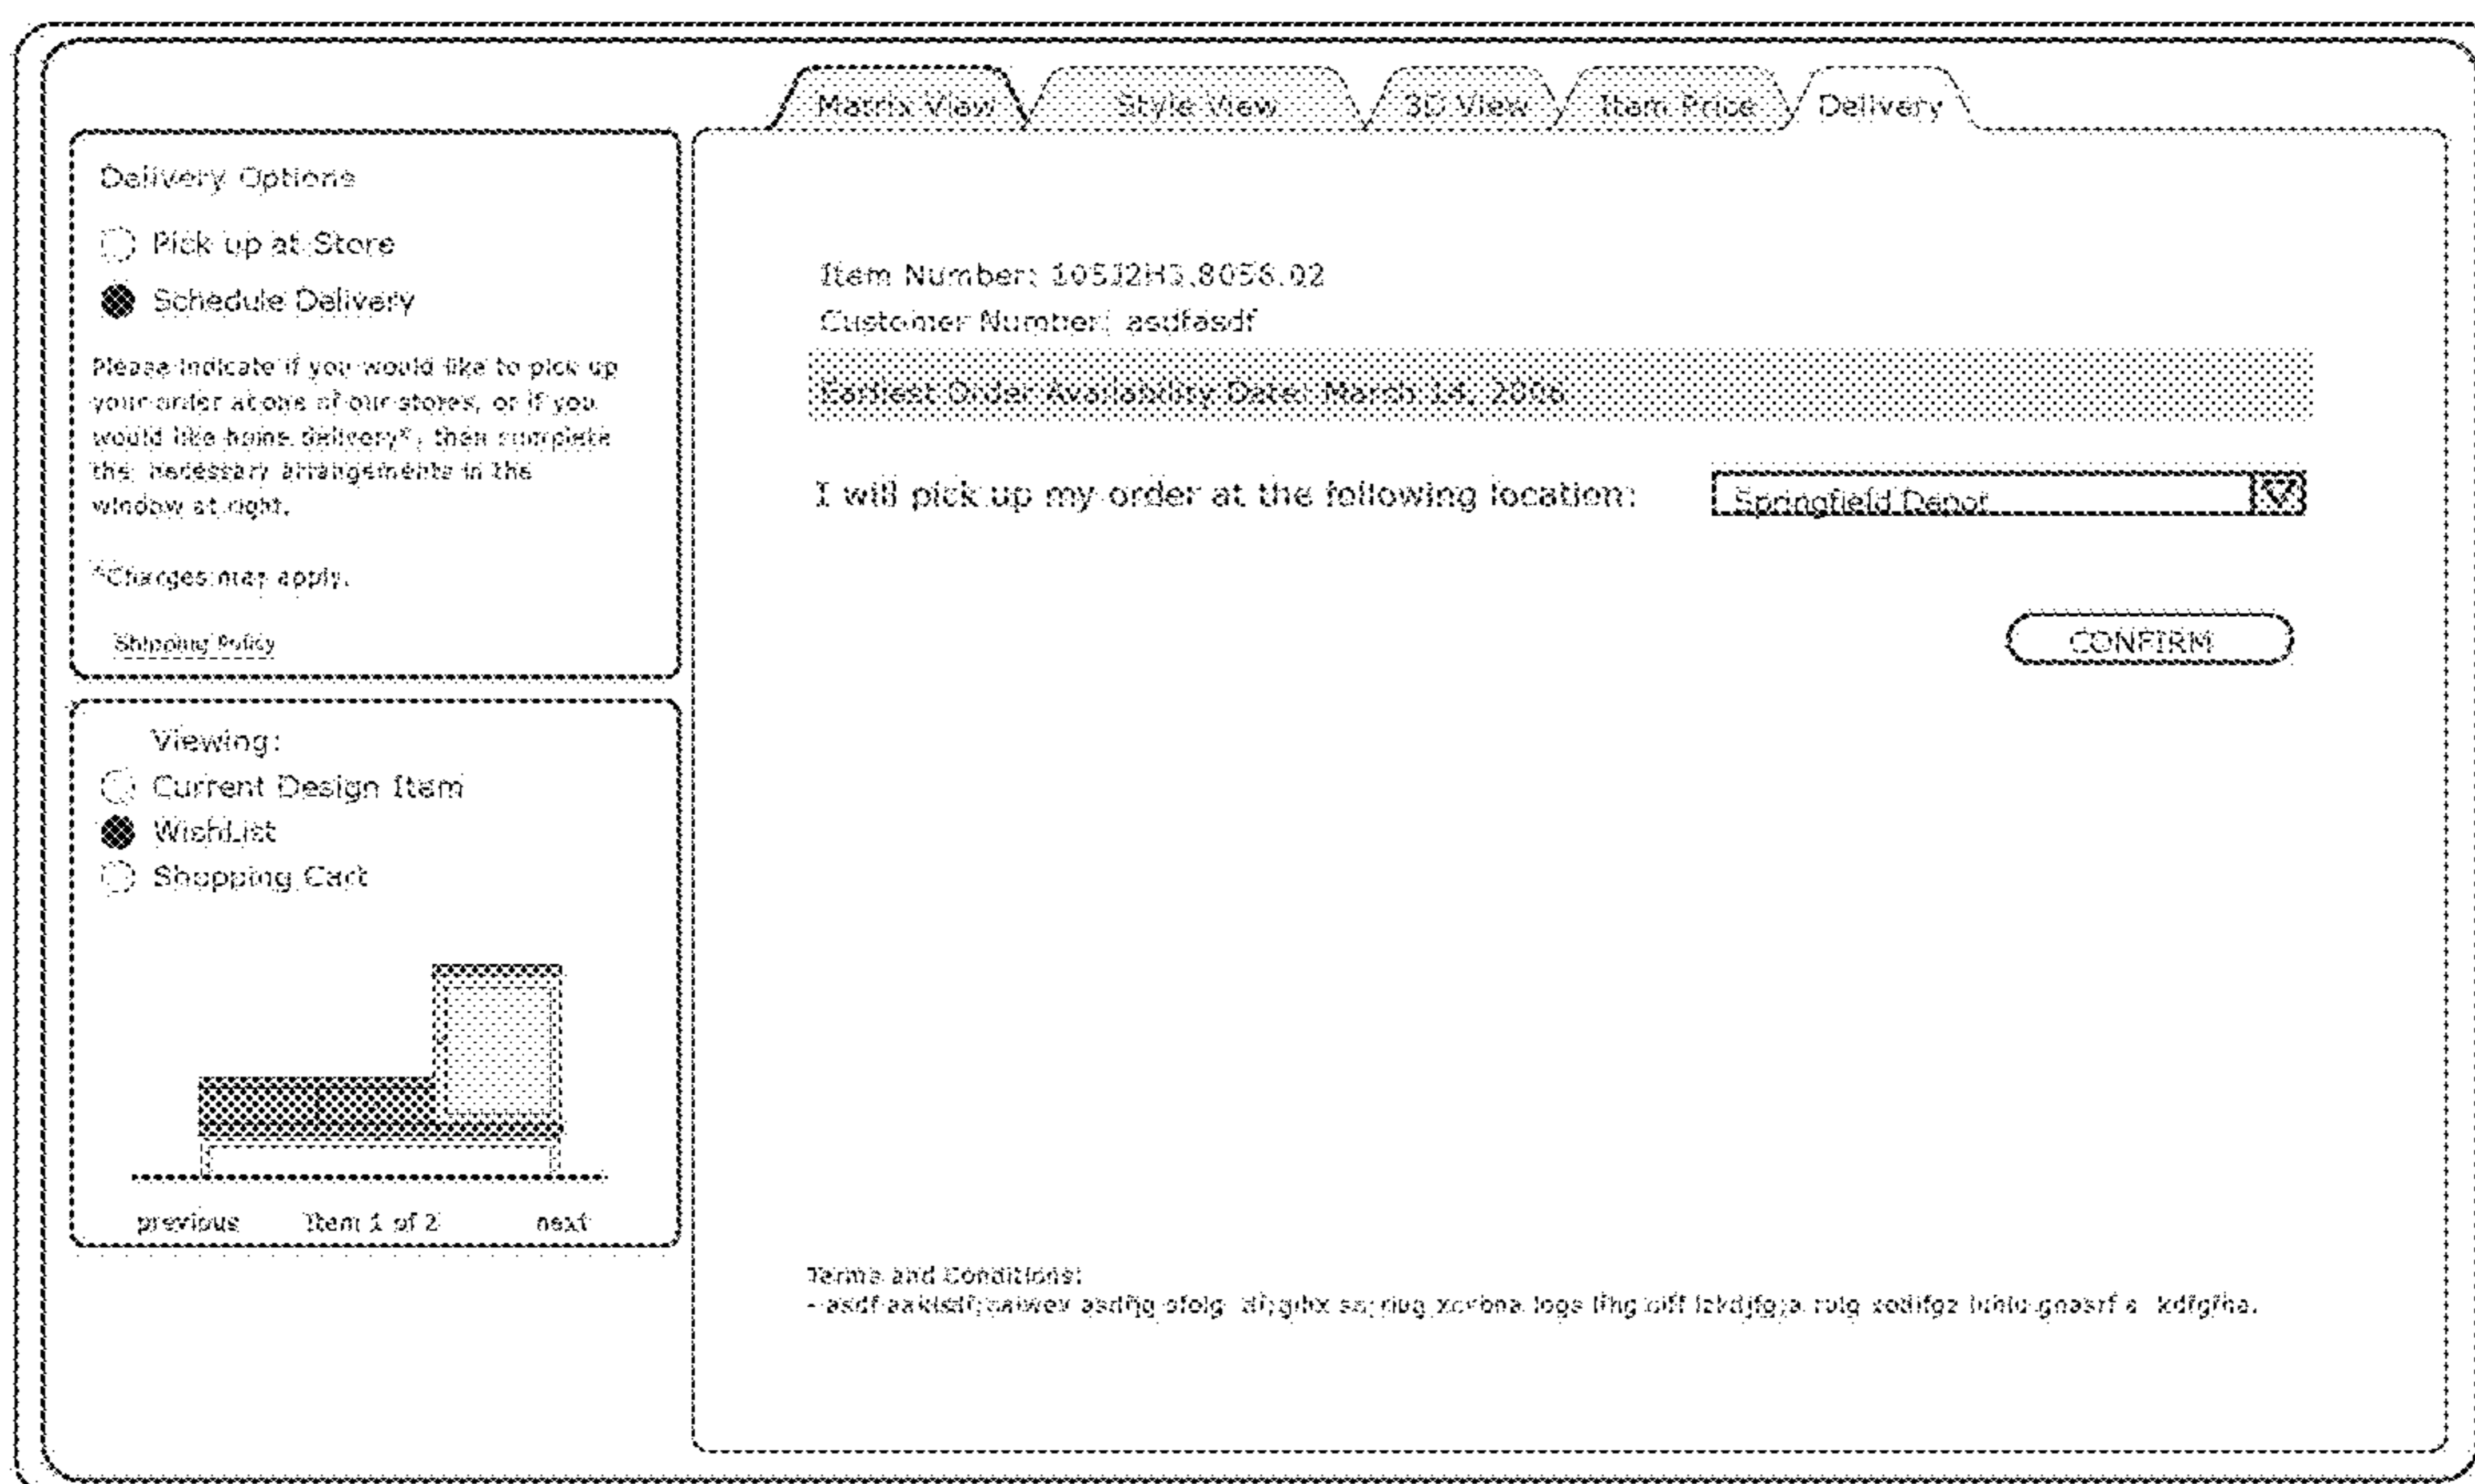 Matrix View Style View 3D View Item Price Delivery
Delivery Options
Pick up at Store
Schedule Delivery
Please indicate if you would like to pick up
your order at one of our stores, or if you
would like home delivery*, then complete
the necessary arrangements in the
window at right.
*Charges may apply.
Shipping Policy
Viewing:
Current Design Item
WishList
Shopping Cart
previous Item 1 of 2 next
Item Number:
Customer Number: asdfasdf
Earliest Order Availability Date: March 14, 2006
I will pick up my order at the following location: Springfield Depot
CONFIRM
Terms and Conditions: